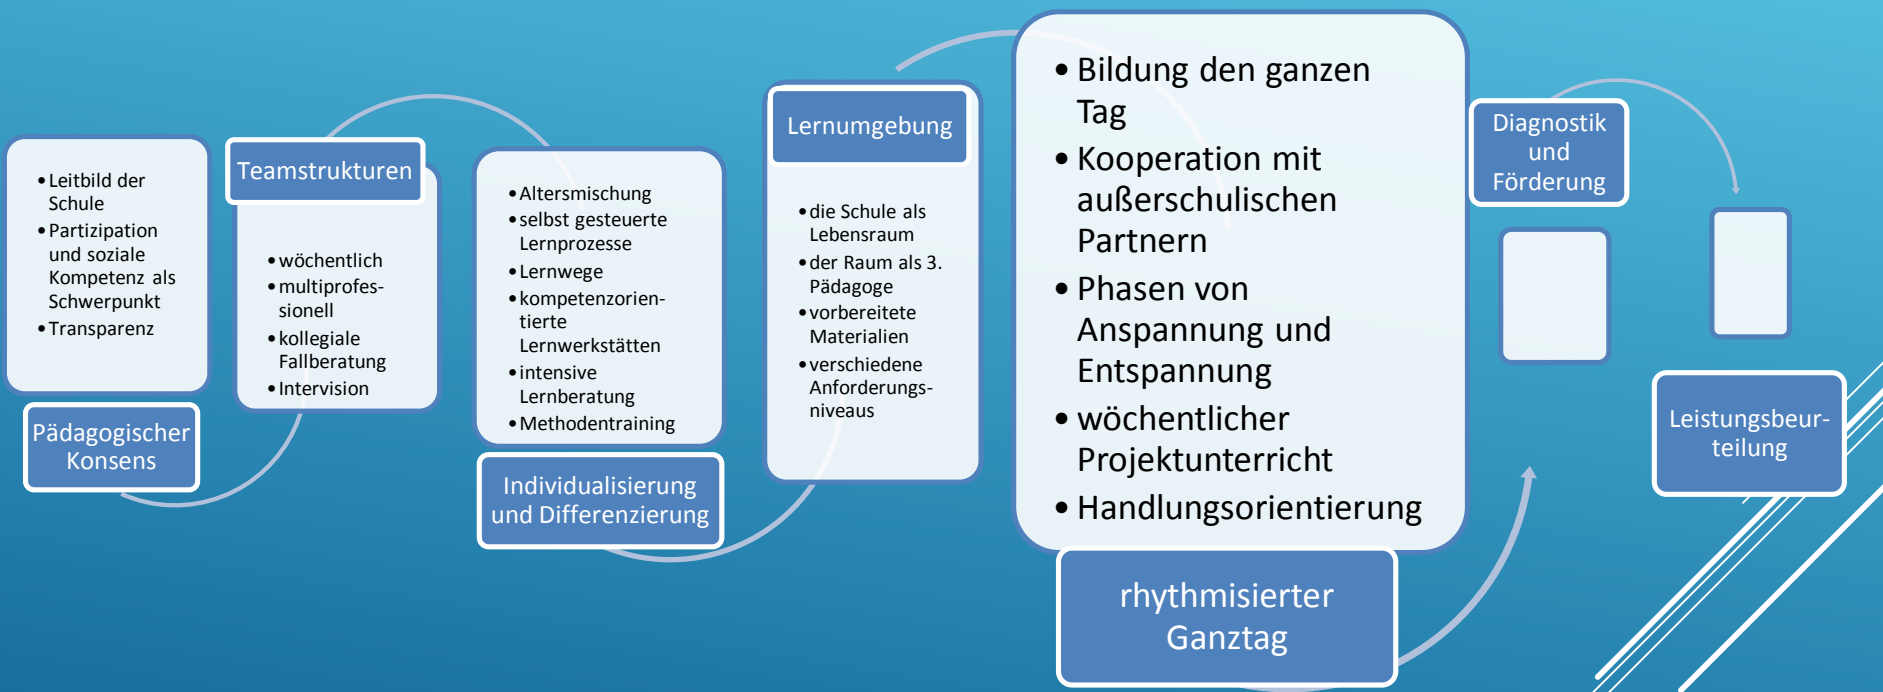 • Leitbild der
Schule
• Partizipation
und soziale
Kompetenz als
Schwerpunkt
• Transparenz
Pädagogischer
Konsens
Teamstrukturen
• wöchentlich
• multiprofes-
sionell
• kollegiale
Fallberatung
• Intervision
• Altersmischung
• selbst gesteuerte
Lernprozesse
• Lernwege
• kompetenzorien-
tierte
Lernwerkstätten
• intensive
Lernberatung
• Methodentraining
Individualisierung
und Differenzierung
Lernumgebung
• die Schule als
Lebensraum
• der Raum als 3.
Pädagoge
• vorbereitete
Materialien
• verschiedene
Anforderungs-
niveaus
• Bildung den ganzen
Tag
• Kooperation mit
außerschulischen
Partnern
• Phasen von
Anspannung und
Entspannung
• wöchentlicher
Projektunterricht
• Handlungsorientierung
rhythmisierter
Ganztag
Diagnostik
und
Förderung
Leistungsbeur-
teilung